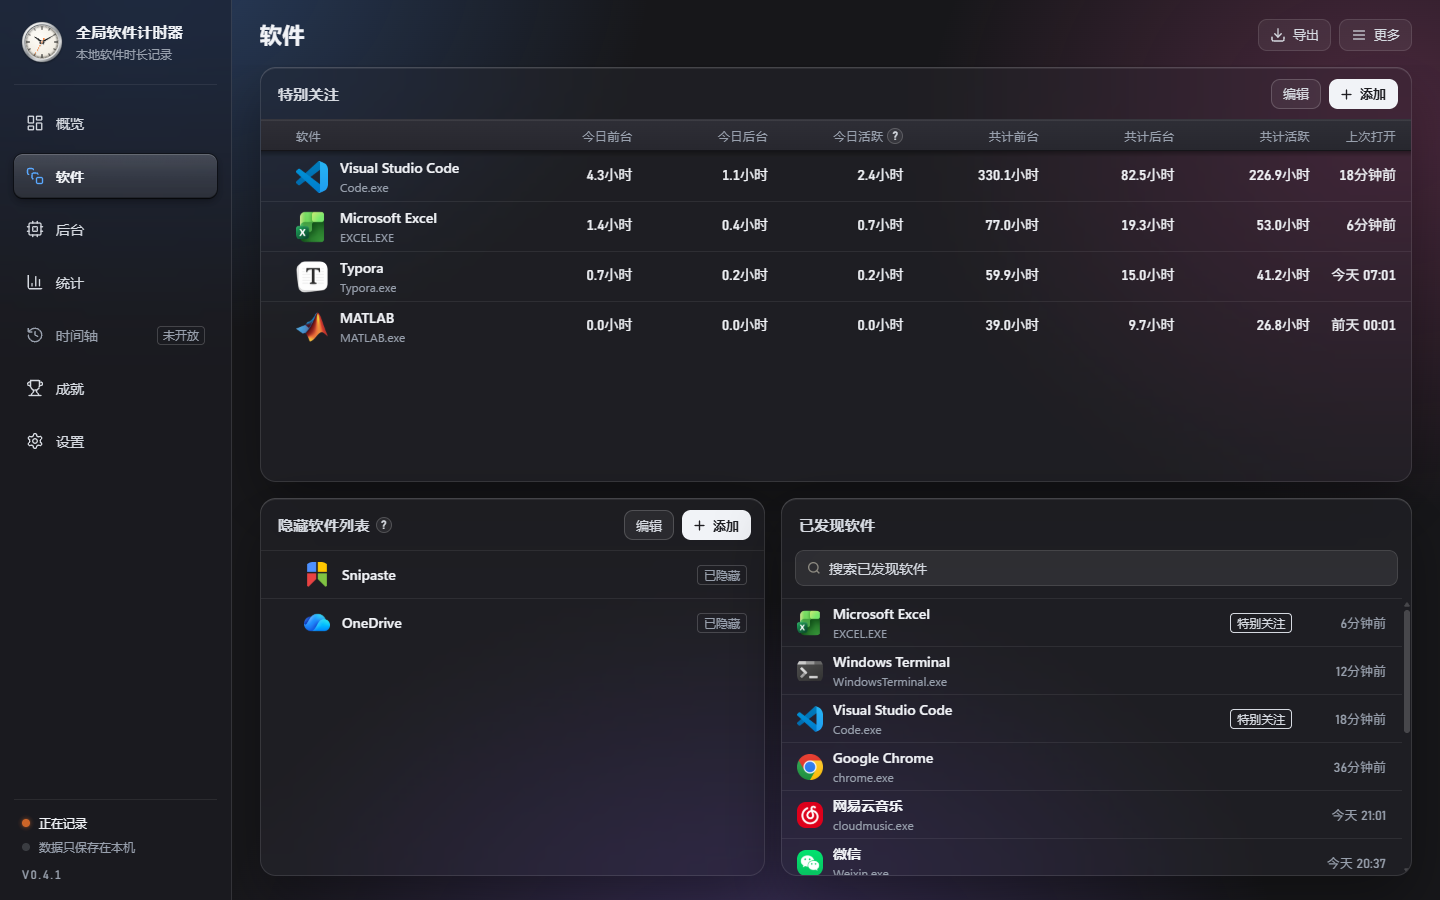 全局软件计时器
本地软件时长记录
概览
软件
后台
统计
时间轴 未开放
成就
设置
正在记录
数据只保存在本机
V0.4.1
软件
导出 更多
特别关注
编辑 + 添加
软件 今日前台 今日后台 今日活跃 ? 共计前台 共计后台 共计活跃 上次打开
Visual Studio Code
Code.exe
4.3小时 1.1小时 2.4小时 330.1小时 82.5小时 226.9小时 18分钟前
Microsoft Excel
EXCEL.EXE
1.4小时 0.4小时 0.7小时 77.0小时 19.3小时 53.0小时 6分钟前
Typora
Typora.exe
0.7小时 0.2小时 0.2小时 59.9小时 15.0小时 41.2小时 今天 07:01
MATLAB
MATLAB.exe
0.0小时 0.0小时 0.0小时 39.0小时 9.7小时 26.8小时 前天 00:01
隐藏软件列表 ?
编辑 + 添加
Snipaste 已隐藏
OneDrive 已隐藏
已发现软件
搜索已发现软件
Microsoft Excel
EXCEL.EXE
特别关注 6分钟前
Windows Terminal
WindowsTerminal.exe
12分钟前
Visual Studio Code
Code.exe
特别关注 18分钟前
Google Chrome
chrome.exe
36分钟前
网易云音乐
cloudmusic.exe
今天 21:01
微信
Weixin.exe
今天 20:37